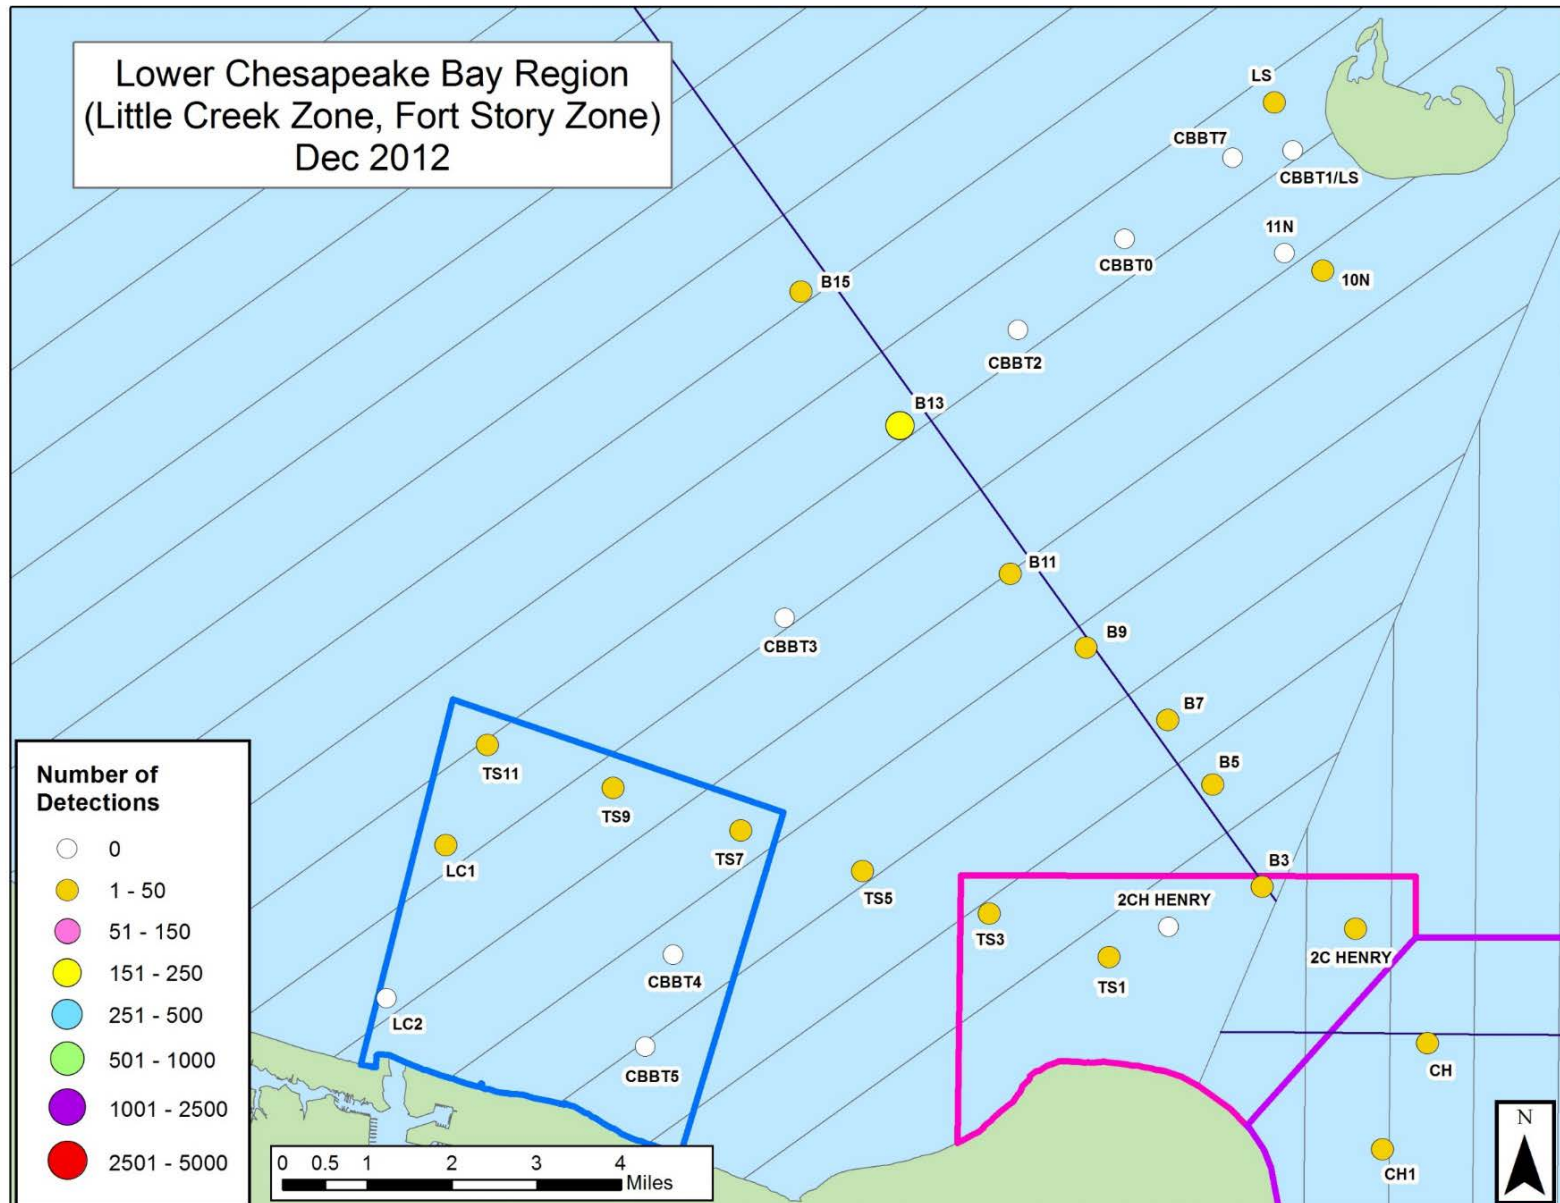 Lower Chesapeake Bay Region
(Little Creek Zone, Fort Story Zone)
Dec 2012
LS
CBBT7
CBBT1/LS
11N
CBBT0
10N
B15
CBBT2
B13
B11
CBBT3
B9
B7
TS11
B5
TS9
TS7
LC1
B3
TS5
2CH HENRY
TS3
2C HENRY
CBBT4
TS1
LC2
CH
CBBT5
CH1
Number of
Detections
0
1 - 50
51 - 150
151 - 250
251 - 500
501 - 1000
1001 - 2500
2501 - 5000
0 0.5 1 2 3 4
Miles
N